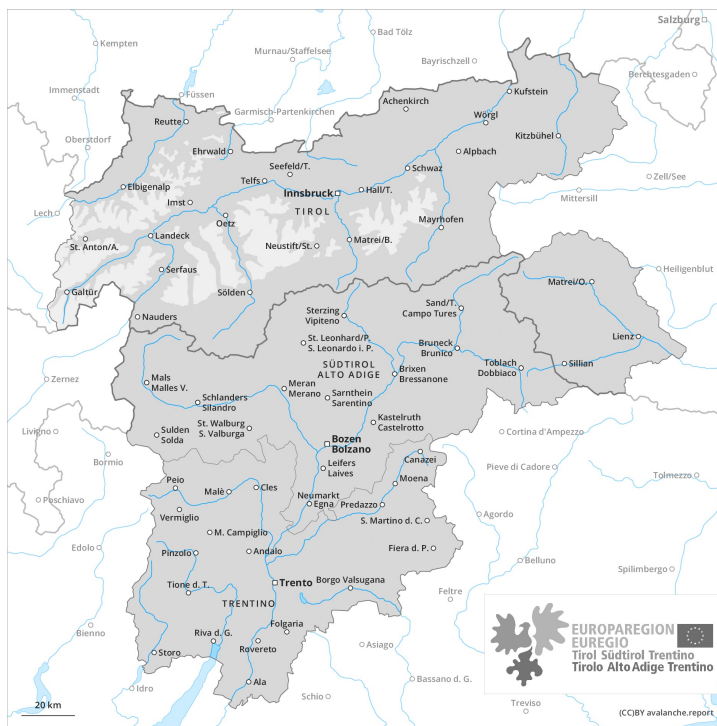 Salzburg
Kempten
Bad Tölz
Murnau/Staffelsee
Bayrischzell
Berchtesgaden
Immenstadt
Füssen
Garmisch-Partenkirchen
Achenkirch
Kufstein
Reutte
Wörgl
Oberstdorf
Ehrwald
Kitzbühel
Alpbach
Seefeld/T.
Schwaz
Telfs
Zell/See
Elbigenalp
Innsbruck
Hall/T.
Mittersill
Imst
TIROL
Lech
Oetz
Mayrhofen
St. Anton/A.
Landeck
Neustift/St.
Matrei/B.
Serfaus
Heiligenblut
Matrei/O.
Galtür
Sölden
Sand/T.
Campo Tures
Nauders
Sterzing
Vipiteno
Lienz
St. Leonhard/P.
S. Leonardo i. P.
Bruneck
Brunico
SÜDTIROL
ALTO ADIGE
Toblach
Dobbiaco
Sillian
Brixen
Bressanone
Zernez
Mals
Malles V.
Meran
Merano
Sarnthein
Sarentino
Schlanders
Silandro
Kastelruth
Castelrotto
St. Walburg
S. Valburga
Livigno
Sulden
Solda
Cortina d'Ampezzo
Bozen
Bolzano
Bormio
Canazei
Leifers
Laives
Pieve di Cadore
Tolmezzo
Peio
Malè
Cles
Moena
Poschiavo
Neumarkt
Egna
Predazzo
Vermiglio
Agordo
S. Martino d. C.
M. Campiglio
Edolo
Pinzolo
Andalo
Fiera d. P.
Belluno
Spilimbergo
Tione d. T.
Trento
Borgo Valsugana
Feltre
TRENTINO
Bienno
Folgaria
Riva d. G.
Rovereto
Asiago
Storo
Idro
Ala
Bassano d. G.
Schio
Treviso
EUROPAREGION
EUREGIO
Tirol Südtirol Trentino
Tirolo Alto Adige Trentino
20 km
(CC)BY avalanche.report